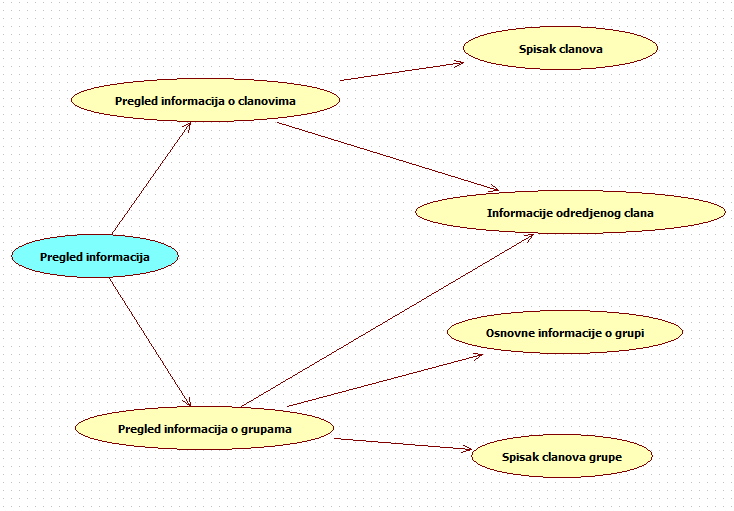 Spisak clanova
Pregled informacija o clanovima
Informacije odredjenog clana
Pregled informacija
Osnovne informacije o grupi
Pregled informacija o grupama
Spisak clanova grupe